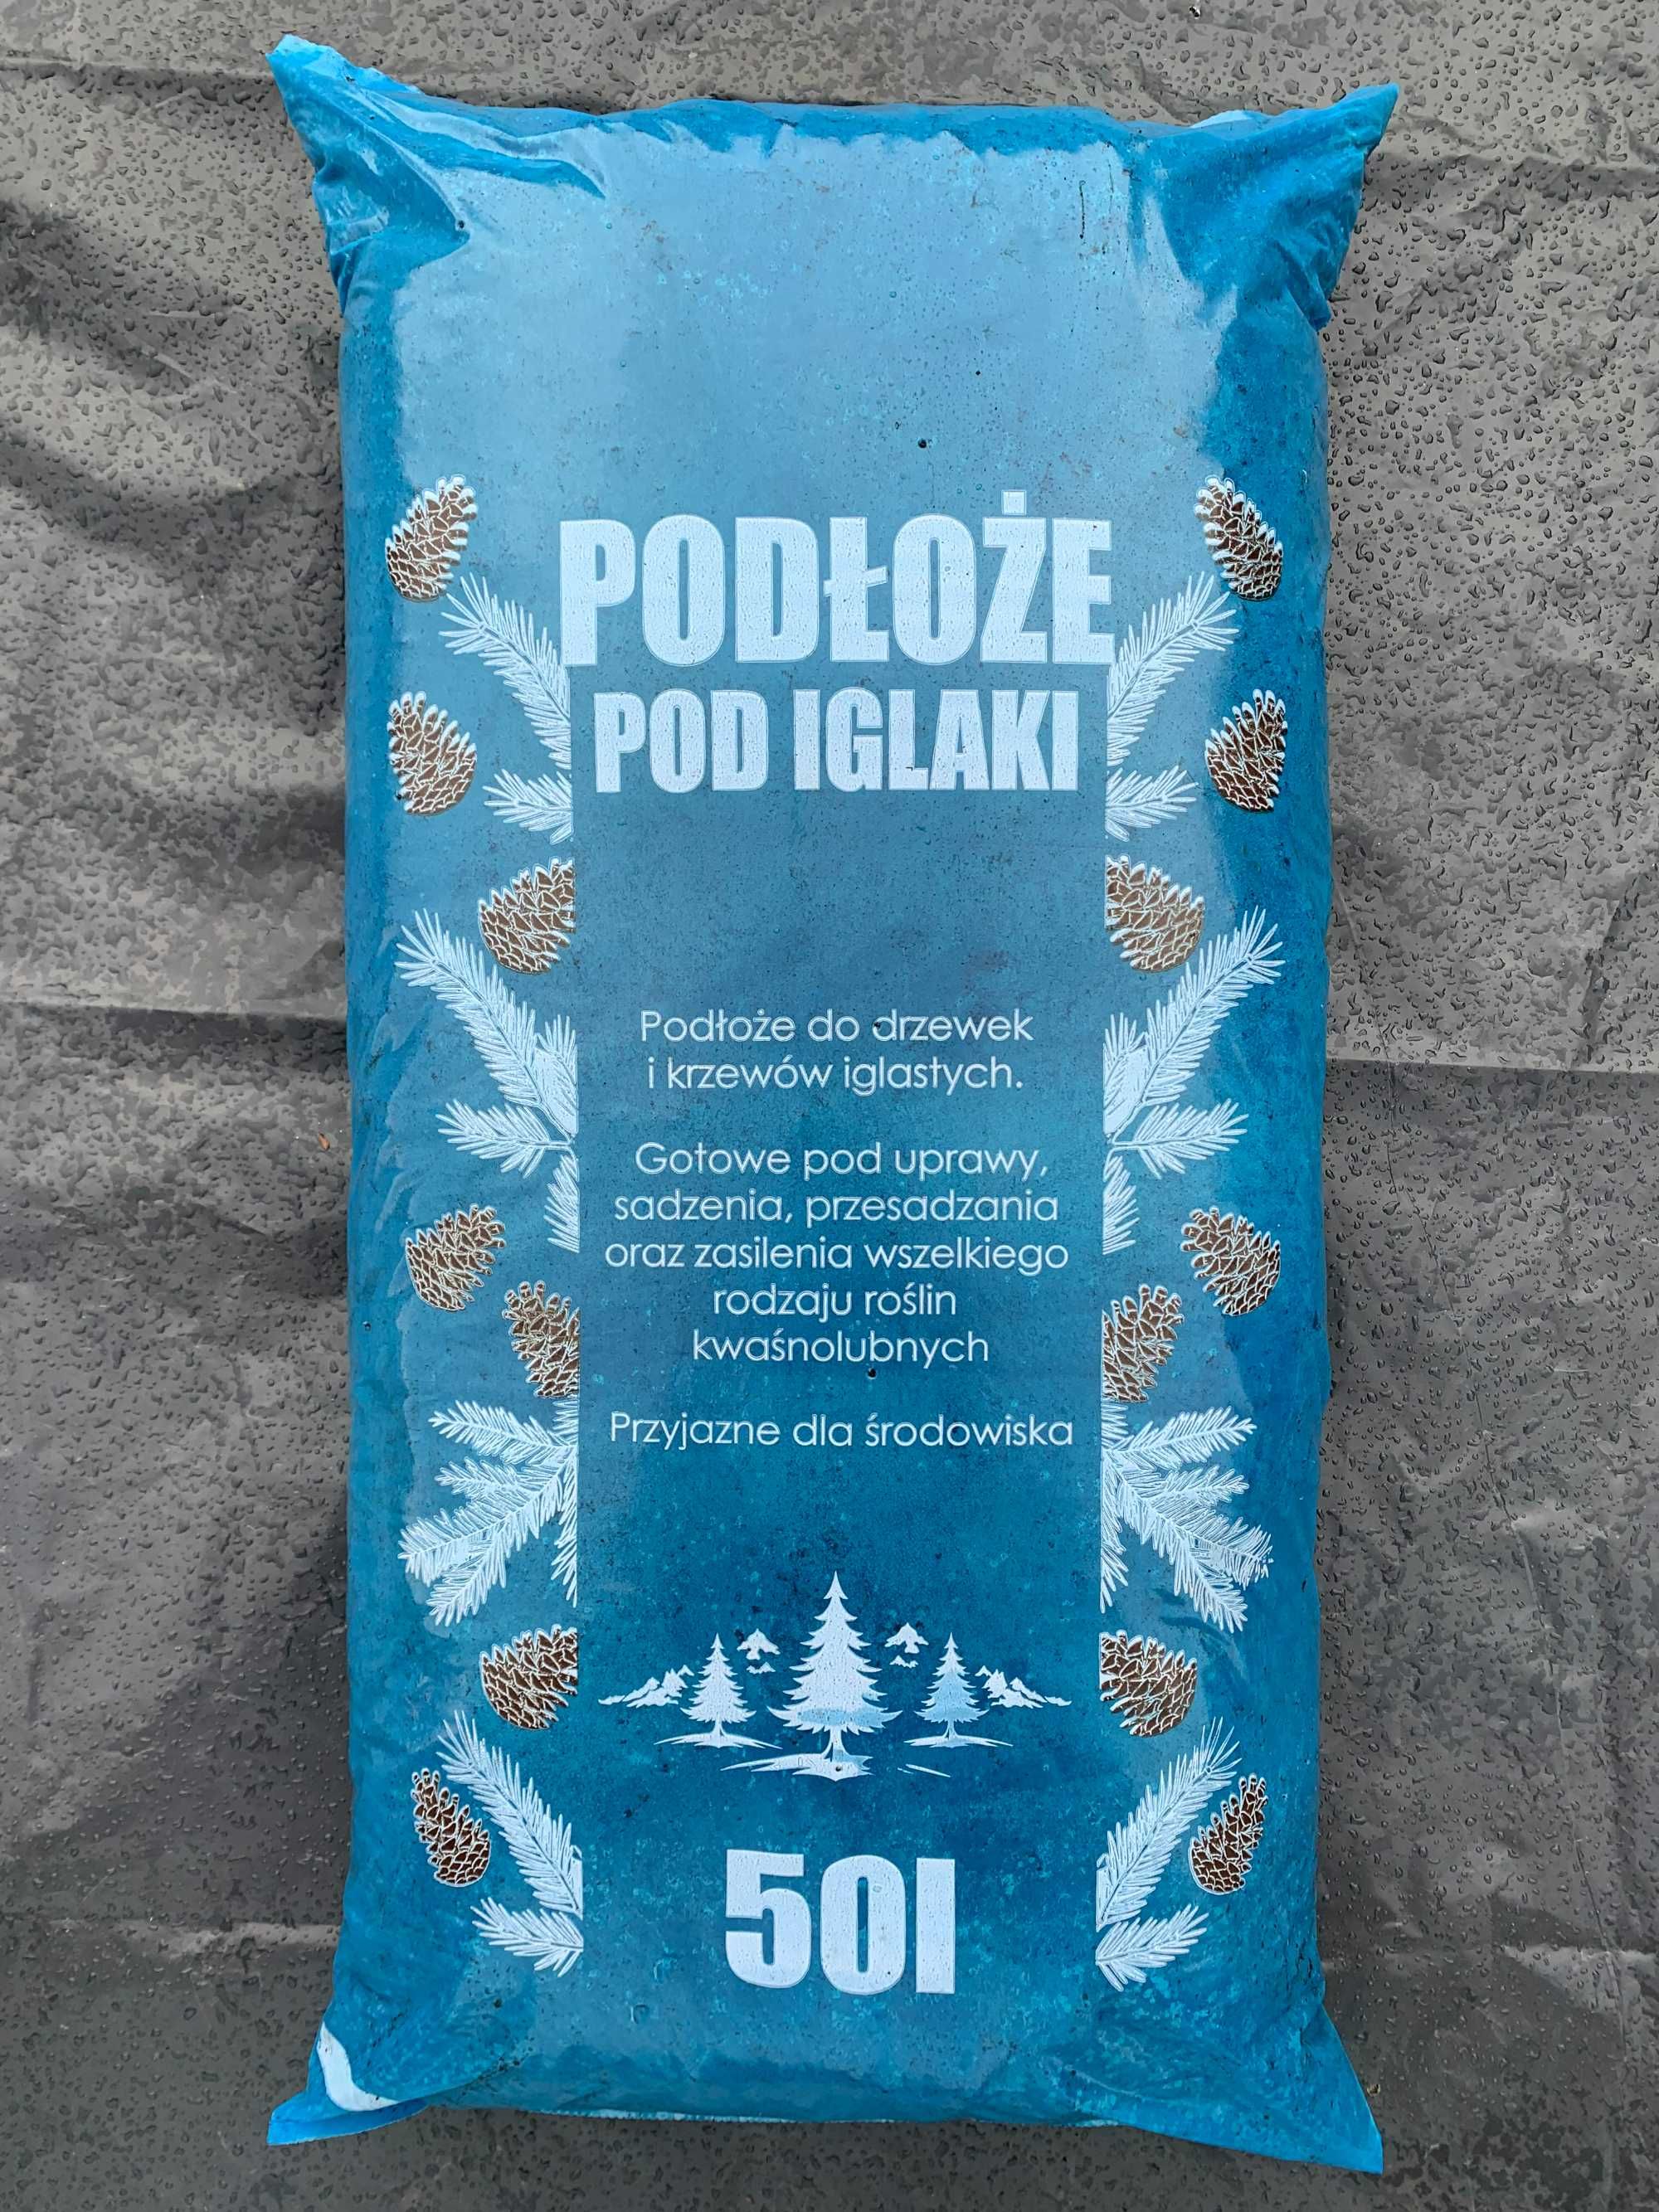 PODŁOŻE
POD IGLAKI
Podłoże do drzewek
i krzewów iglastych.
Gotowe pod uprawy,
sadzenia, przesadzania
oraz zasilenia wszelkiego
rodzaju roślin
kwaśnolubnych
Przyjazne dla środowiska
50l